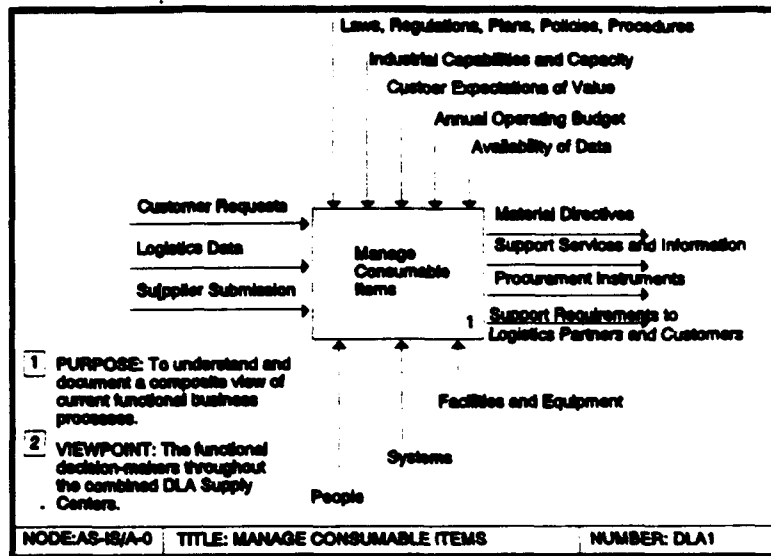 Laws, Regulations, Plans, Policies, Procedures
Industrial Capabilities and Capacity
Custoer Expectations of Value
Annual Operating Budget
Availability of Data
Customer Requests
Logistics Data
Supplier Submission
Manage
Consumable
Items
1
Material Directives
Support Services and Information
Procurement Instruments
Support Requirements to
Logistics Partners and Customers
1 PURPOSE: To understand and
document a composite view of
current functional business
processes.
2 VIEWPOINT: The functional
decision-makers throughout
the combined DLA Supply
Centers.
Facilities and Equipment
Systems
People
NODE:AS-IS/A-0 TITLE: MANAGE CONSUMABLE ITEMS NUMBER: DLA1